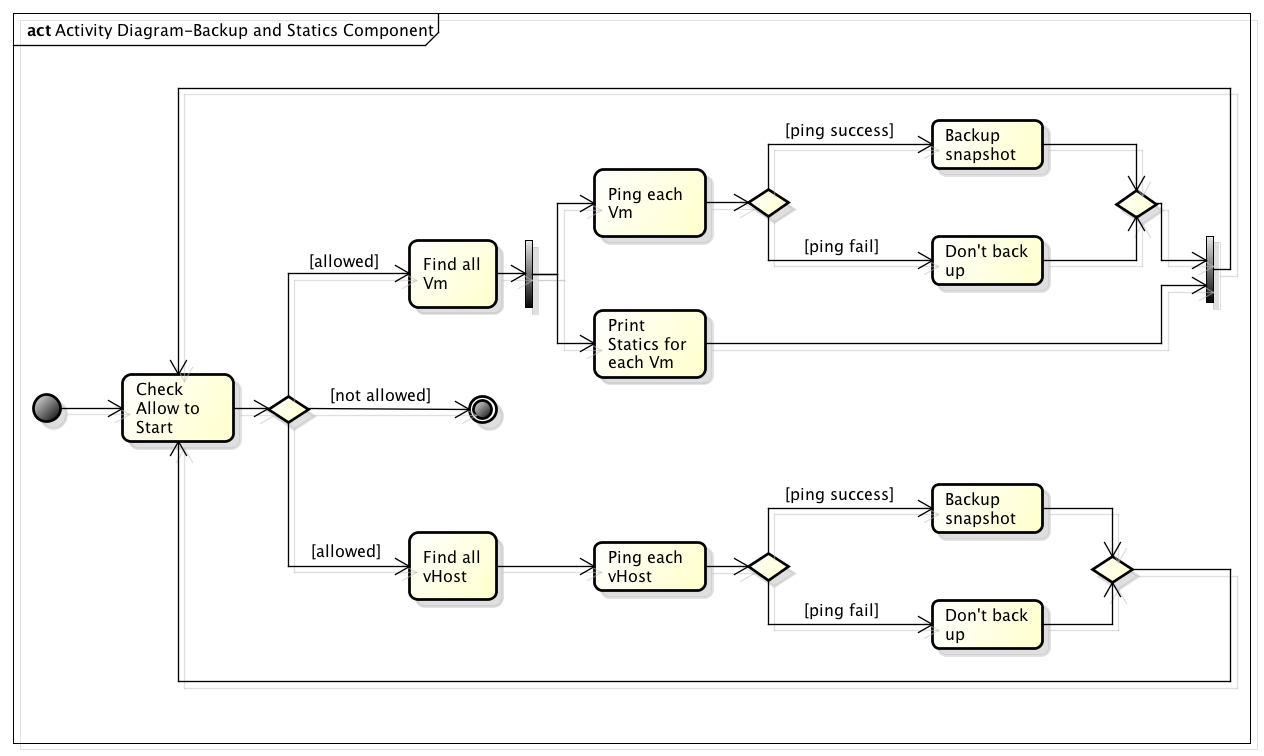 act Activity Diagram-Backup and Statics Component
[ping success]
Backup
snapshot
Ping each
Vm
[ping fail]
Don't back
up
[allowed]
Find all
Vm
Print
Statics for
each Vm
Check
Allow to
Start
[not allowed]
[ping success]
Backup
snapshot
[allowed]
Find all
vHost
Ping each
vHost
[ping fail]
Don't back
up